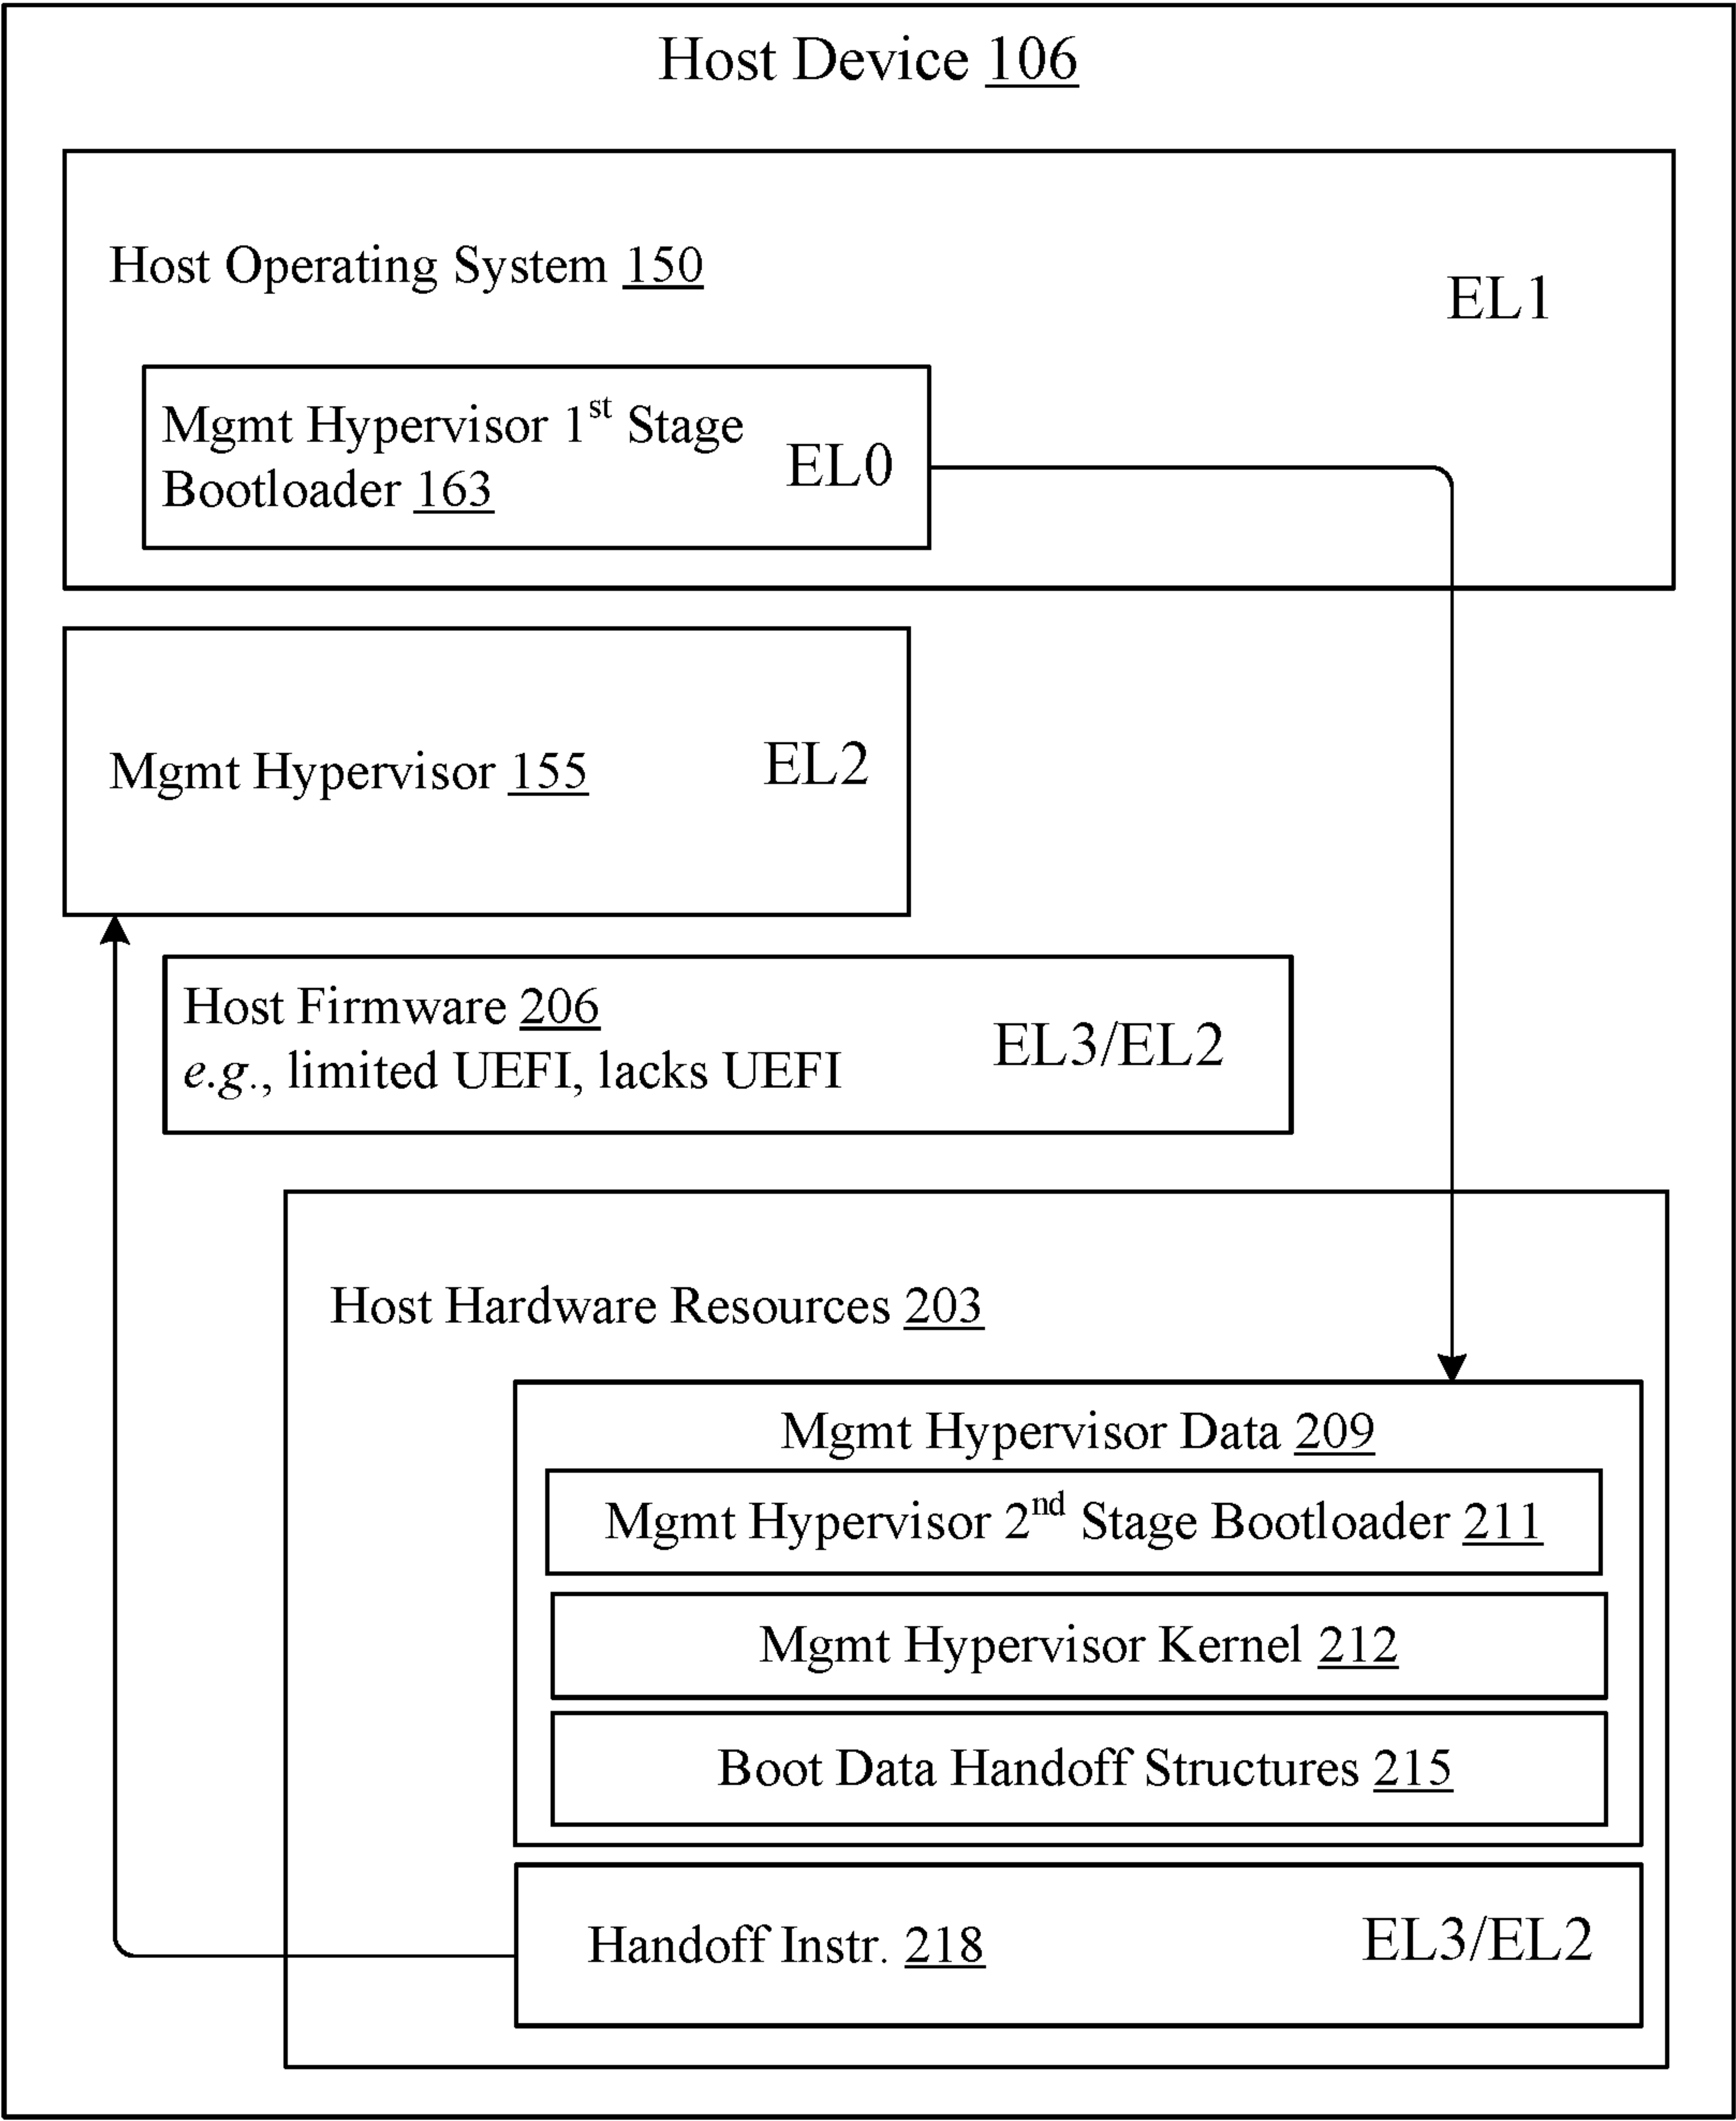 Host Device 106
Host Operating System 150
EL1
Mgmt Hypervisor 1st Stage
Bootloader 163
EL0
Mgmt Hypervisor 155
EL2
Host Firmware 206
e.g., limited UEFI, lacks UEFI
EL3/EL2
Host Hardware Resources 203
Mgmt Hypervisor Data 209
Mgmt Hypervisor 2nd Stage Bootloader 211
Mgmt Hypervisor Kernel 212
Boot Data Handoff Structures 215
Handoff Instr. 218
EL3/EL2